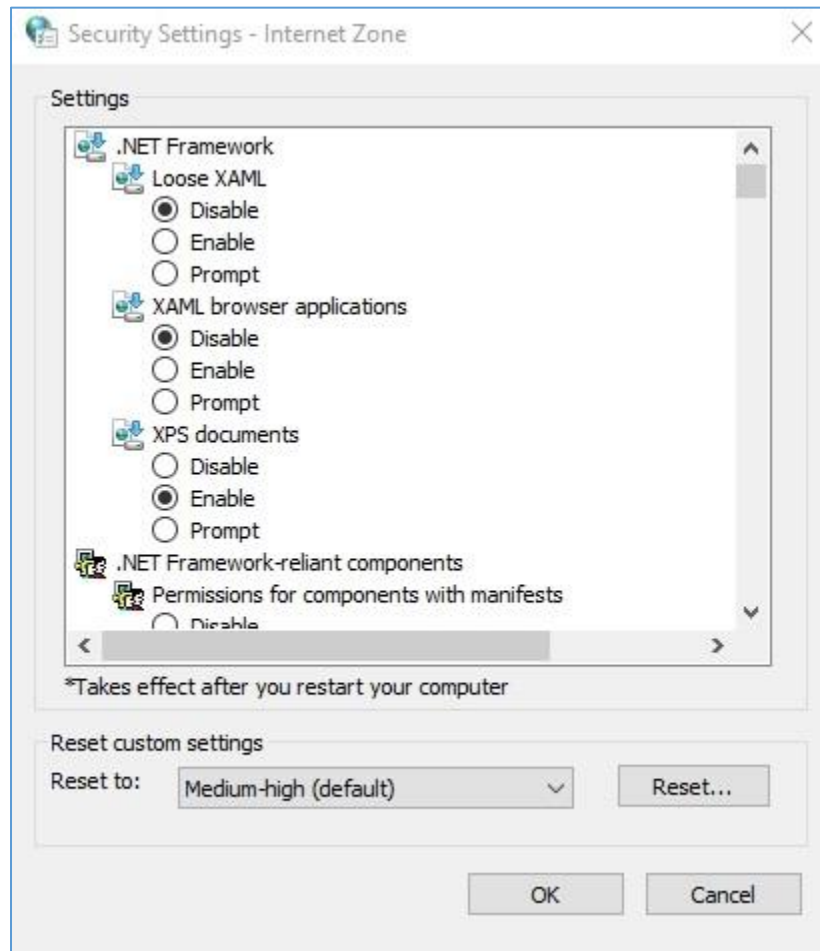 Security Settings - Internet Zone
Settings
.NET Framework
Loose XAML
Disable
Enable
Prompt
XAML browser applications
Disable
Enable
Prompt
XPS documents
Disable
Enable
Prompt
.NET Framework-reliant components
Permissions for components with manifests
Disable
*Takes effect after you restart your computer
Reset custom settings
Reset to: Medium-high (default) Reset...
OK Cancel